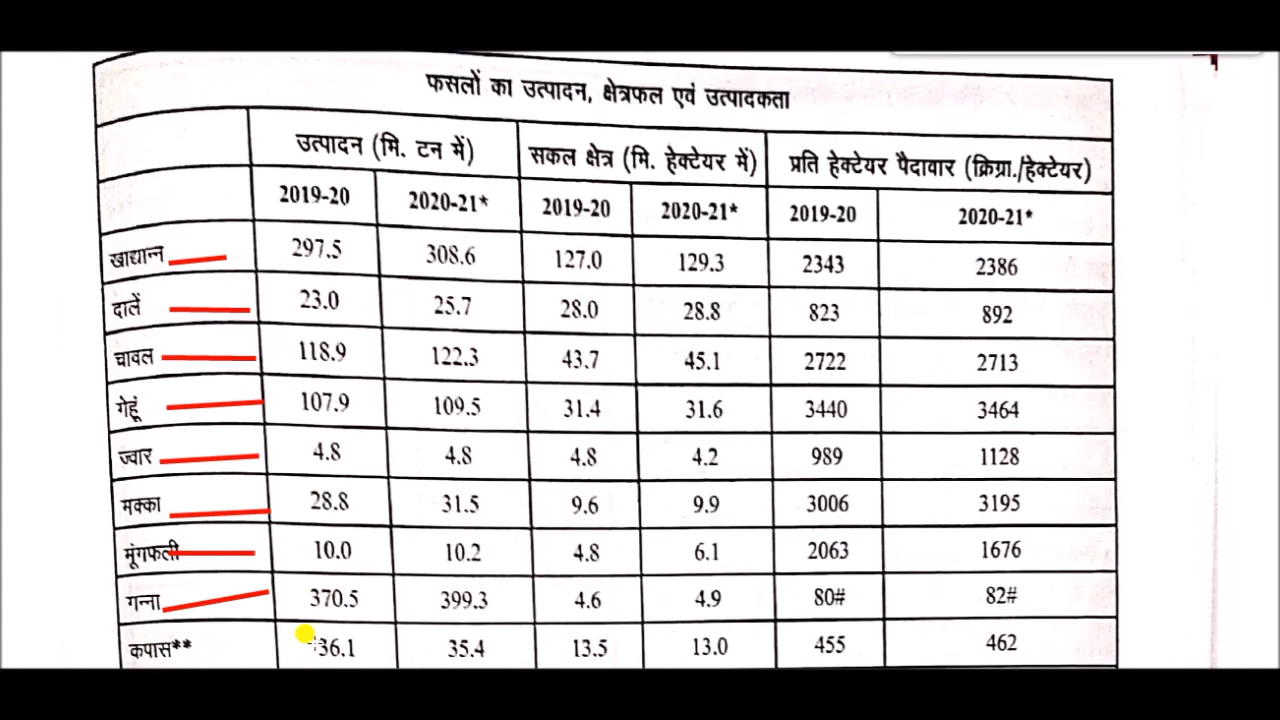 फसलों का उत्पादन, क्षेत्रफल एवं उत्पादकता
उत्पादन (मि. टन में) सकल क्षेत्र (मि. हेक्टेयर में) प्रति हेक्टेयर पैदावार (क्रिग्रा./हेक्टेयर)
2019-20 2020-21* 2019-20 2020-21* 2019-20 2020-21*
खाद्यान्न 297.5 308.6 127.0 129.3 2343 2386
दालें 23.0 25.7 28.0 28.8 823 892
चावल 118.9 122.3 43.7 45.1 2722 2713
गेहूं 107.9 109.5 31.4 31.6 3440 3464
ज्वार 4.8 4.8 4.8 4.2 989 1128
मक्का 28.8 31.5 9.6 9.9 3006 3195
मूंगफली 10.0 10.2 4.8 6.1 2063 1676
गन्ना 370.5 399.3 4.6 4.9 80# 82#
कपास** 36.1 35.4 13.5 13.0 455 462